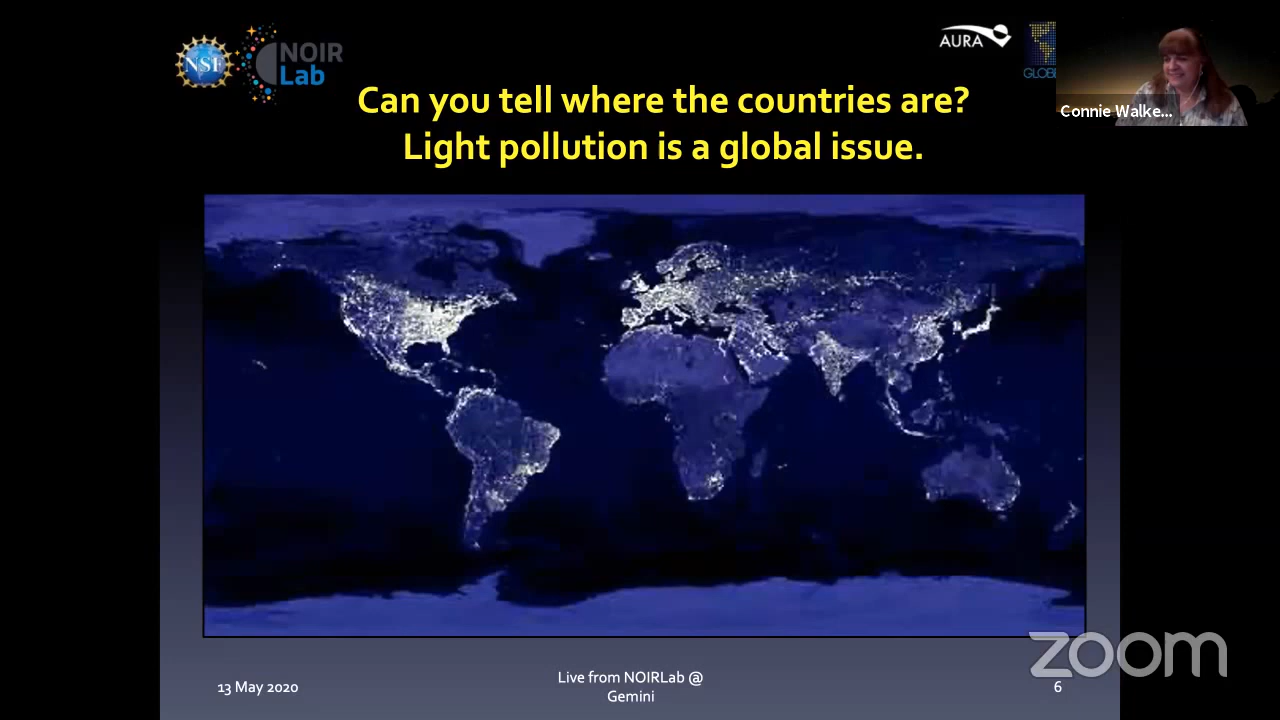 NSF
NOIR
Lab
AURA
GLOBE
Connie Walke...
Can you tell where the countries are?
Light pollution is a global issue.
13 May 2020
Live from NOIRLab @
Gemini
6
zoom